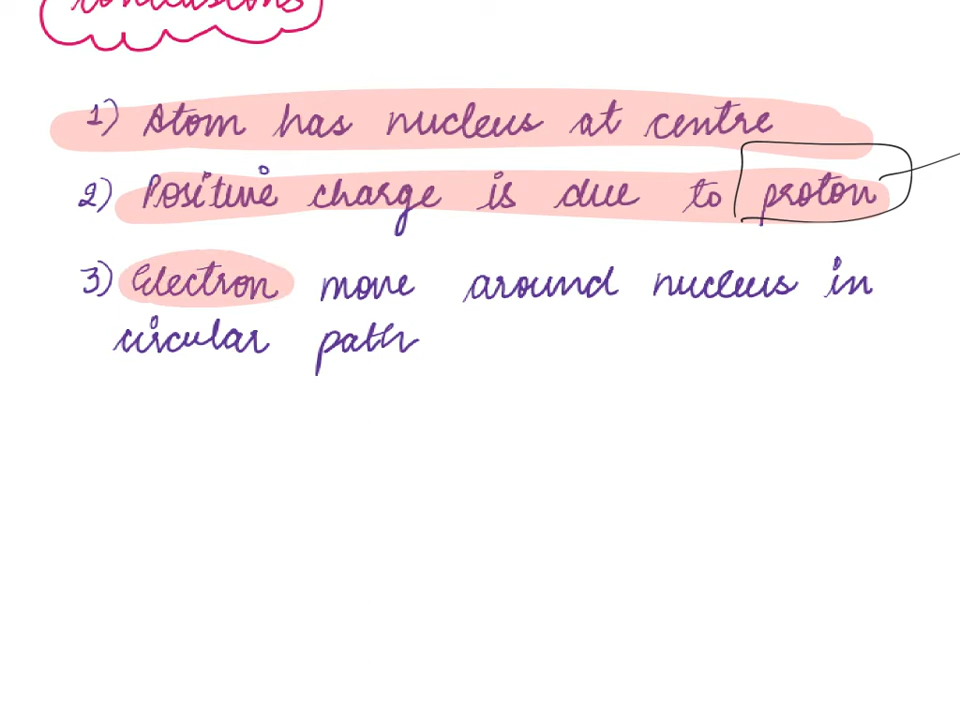 conclusions
1) Atom has nucleus at centre
2) Positive charge is due to proton
3) Electron move around nucleus in
circular path